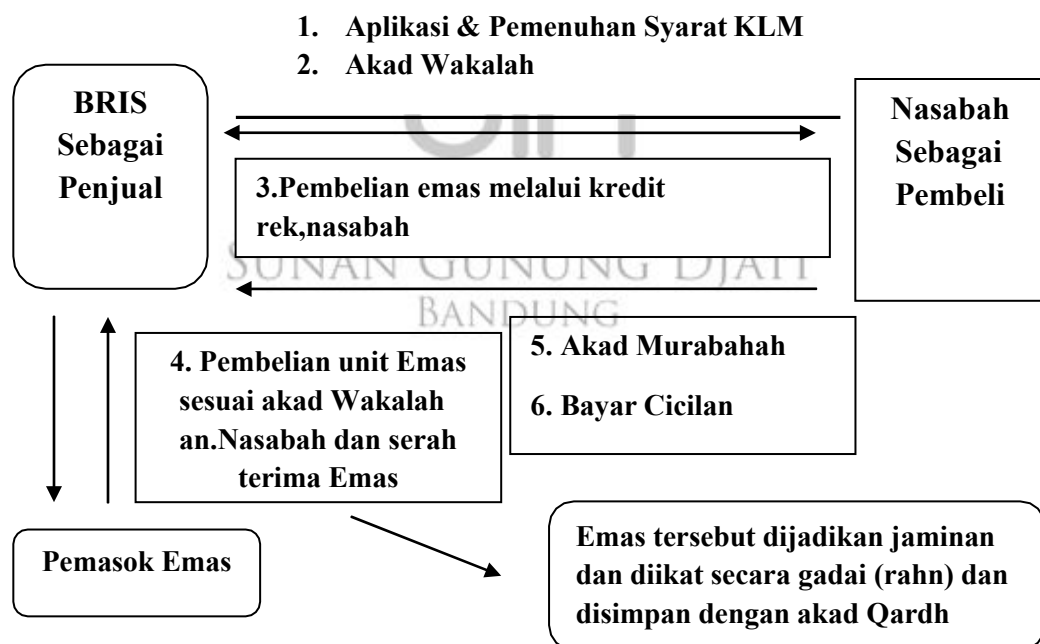 1. Aplikasi & Pemenuhan Syarat KLM
2. Akad Wakalah
BRIS
Sebagai
Penjual
Nasabah
Sebagai
Pembeli
3.Pembelian emas melalui kredit
rek,nasabah
SUNAN GUNUNG DJATI
BANDUNG
4. Pembelian unit Emas
sesuai akad Wakalah
an.Nasabah dan serah
terima Emas
5. Akad Murabahah
6. Bayar Cicilan
Pemasok Emas
Emas tersebut dijadikan jaminan
dan diikat secara gadai (rahn) dan
disimpan dengan akad Qardh